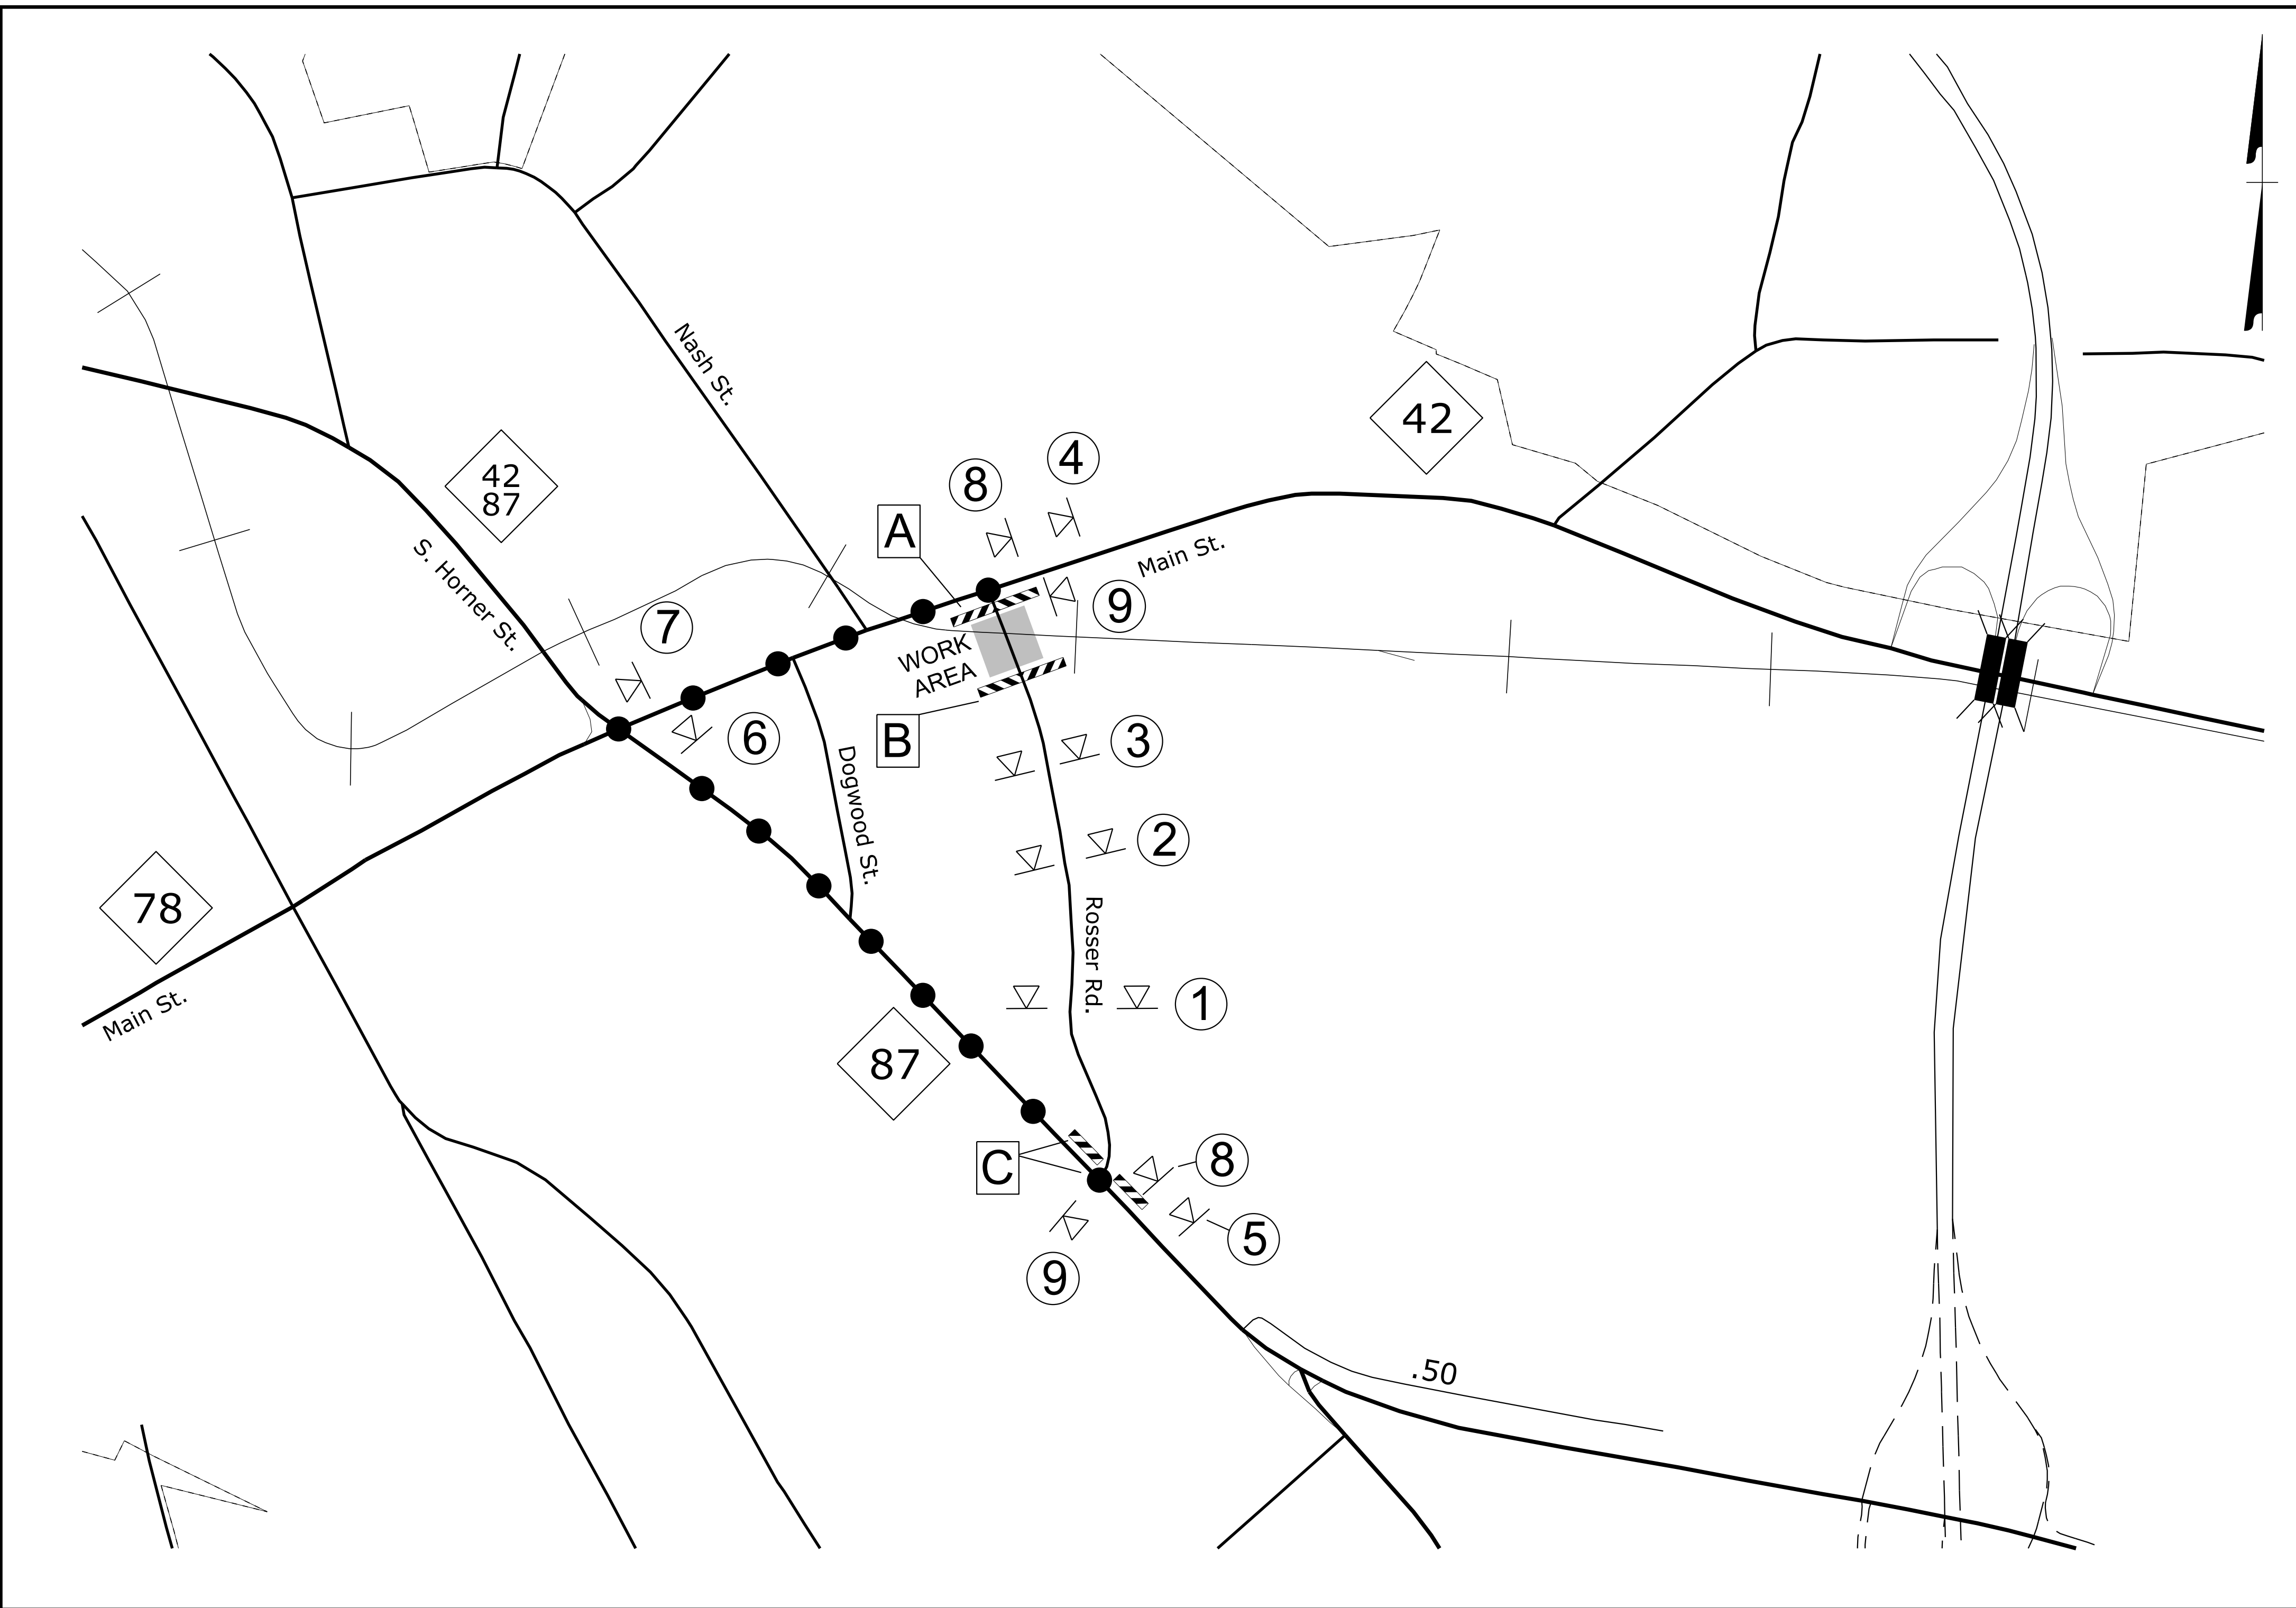 Nash St.
42
42
87
4
8
A
S. Horner St.
Main St.
9
7
WORK
AREA
6
B
3
Dogwood St.
2
78
Rosser Rd.
Main St.
1
87
C
8
5
9
.50